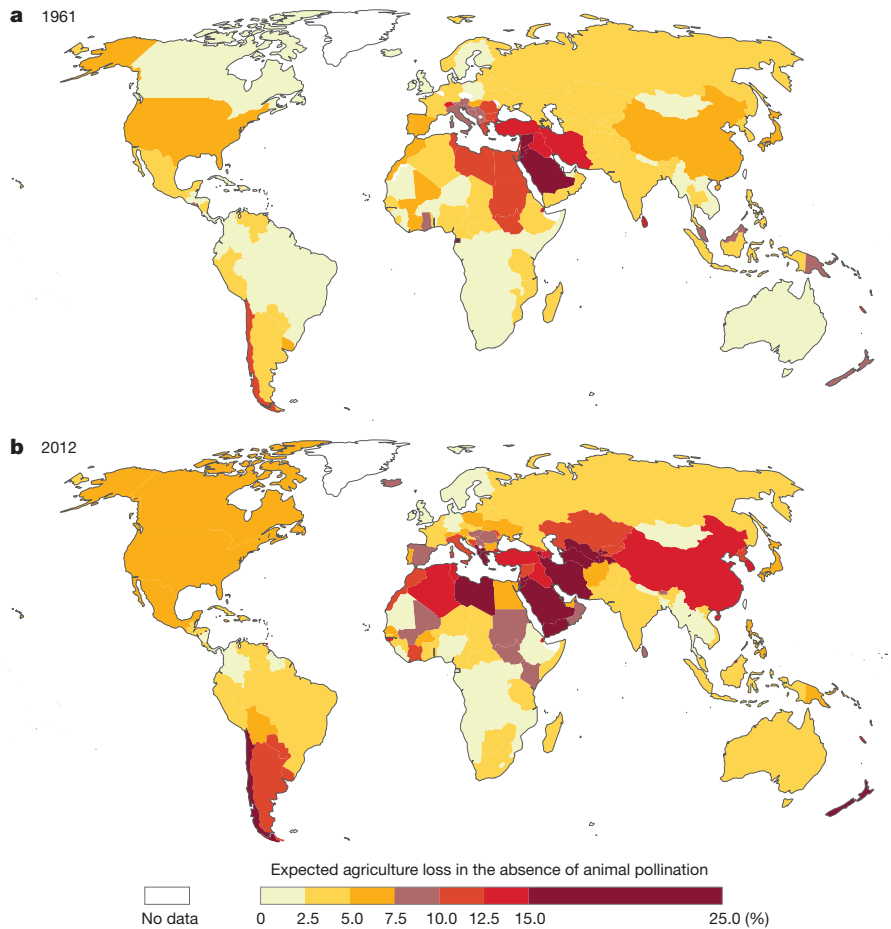 a 1961
b 2012
Expected agriculture loss in the absence of animal pollination
No data
0 2.5 5.0 7.5 10.0 12.5 15.0 25.0 (%)